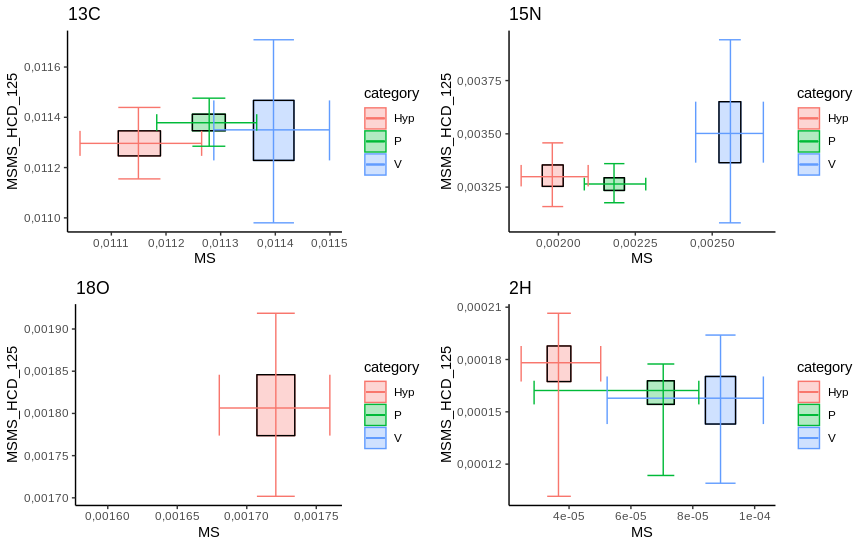 13C
MSMS_HCD_125
0,0116
0,0114
0,0112
0,0110
0,0111
0,0112
0,0113
0,0114
0,0115
MS
category
Hyp
P
V
15N
MSMS_HCD_125
0,00375
0,00350
0,00325
0,00200
0,00225
0,00250
MS
category
Hyp
P
V
18O
MSMS_HCD_125
0,00190
0,00185
0,00180
0,00175
0,00170
0,00160
0,00165
0,00170
0,00175
MS
category
Hyp
P
V
2H
MSMS_HCD_125
0,00021
0,00018
0,00015
0,00012
4e-05
6e-05
8e-05
1e-04
MS
category
Hyp
P
V